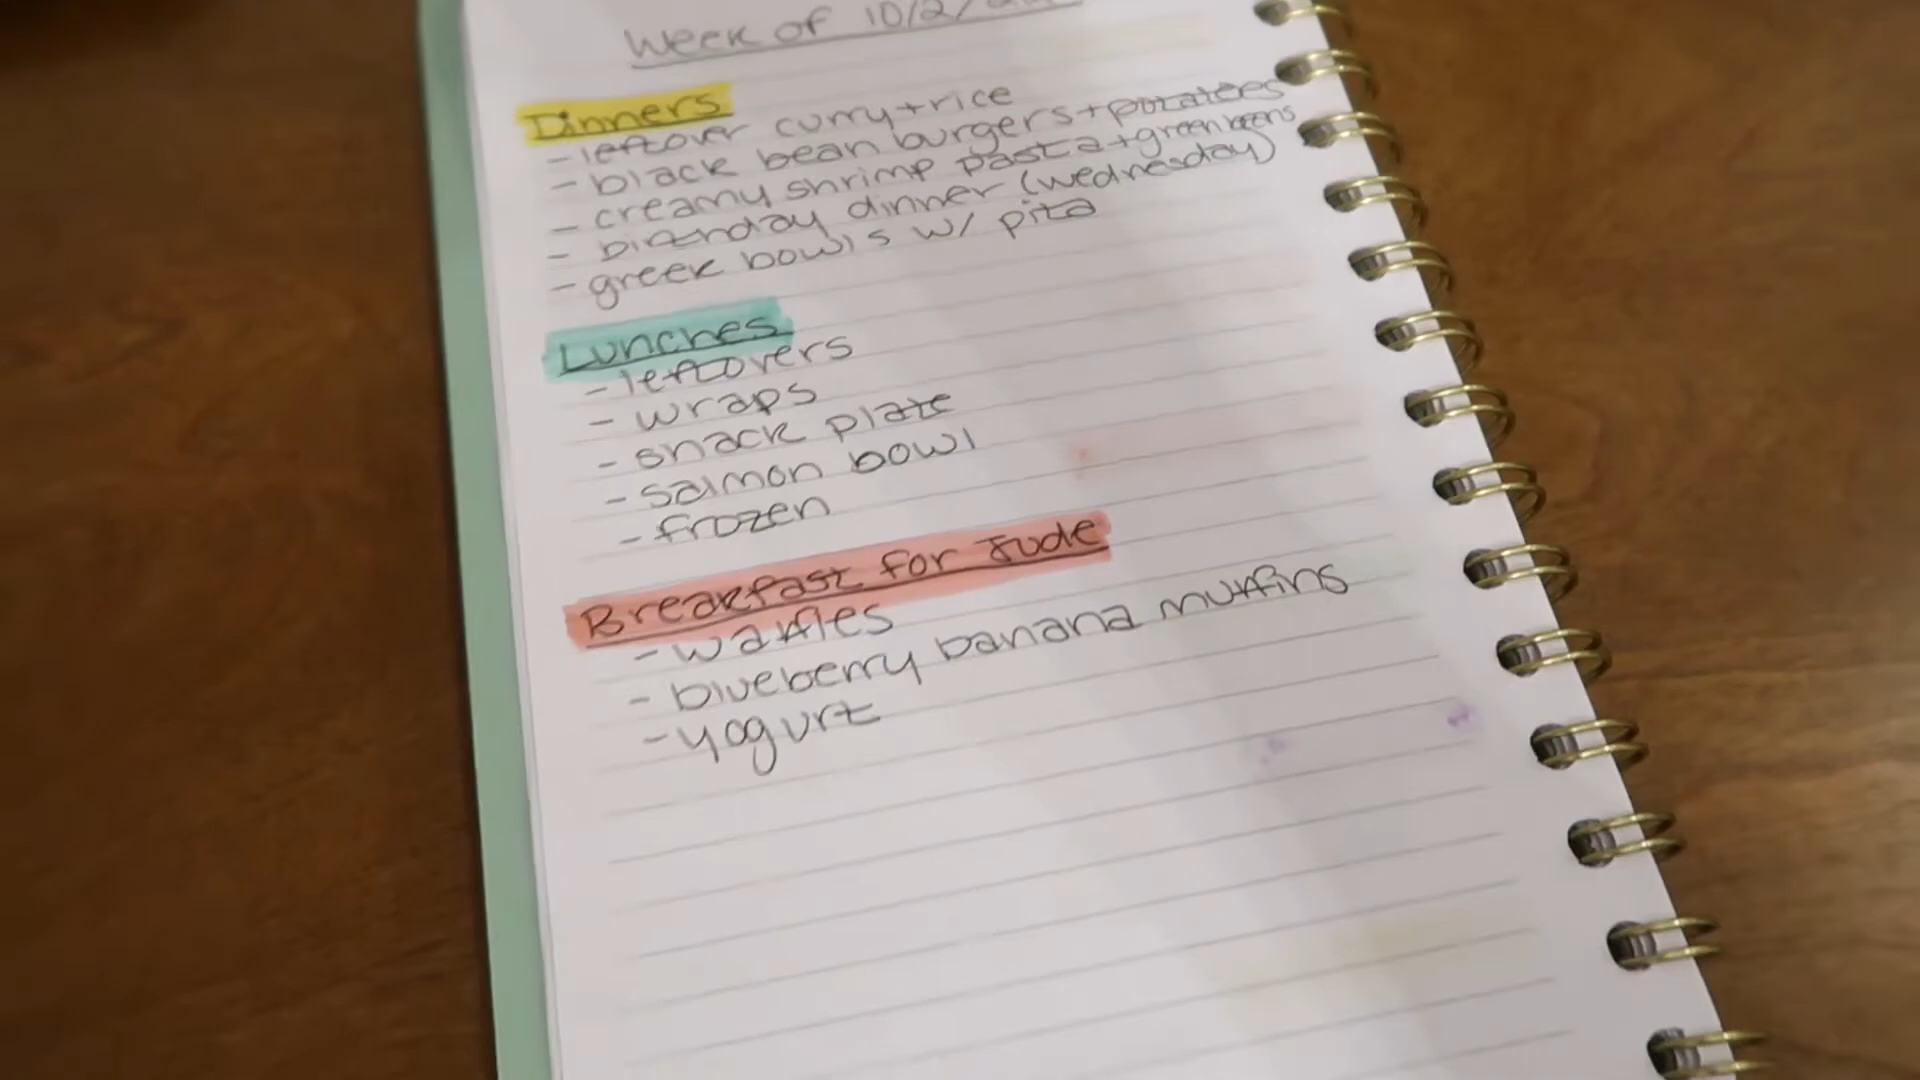 Week of 10/2/
Dinners
- leftover curry + rice
- black bean burgers + potatoes
- creamy shrimp pasta + green beans
- birthday dinner (wednesday)
- greek bowls w/ pita
Lunches
- leftovers
- wraps
- snack plate
- salmon bowl
- frozen
Breakfast for Jude
- waffles
- blueberry banana muffins
- yogurt